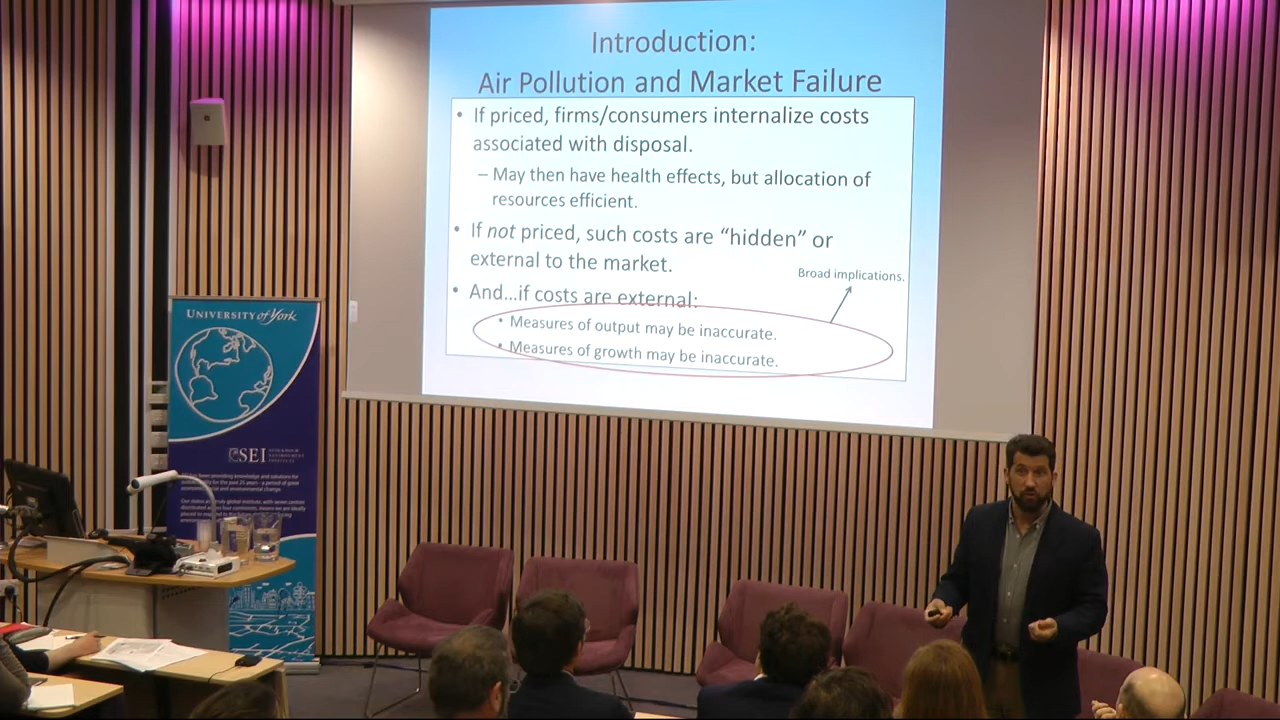 Introduction:
Air Pollution and Market Failure
• If priced, firms/consumers internalize costs
associated with disposal.
– May then have health effects, but allocation of
resources efficient.
• If not priced, such costs are “hidden” or
external to the market.
Broad implications.
• And...if costs are external:
• Measures of output may be inaccurate.
• Measures of growth may be inaccurate.
UNIVERSITY of York
SEI
STOCKHOLM
ENVIRONMENT
INSTITUTE